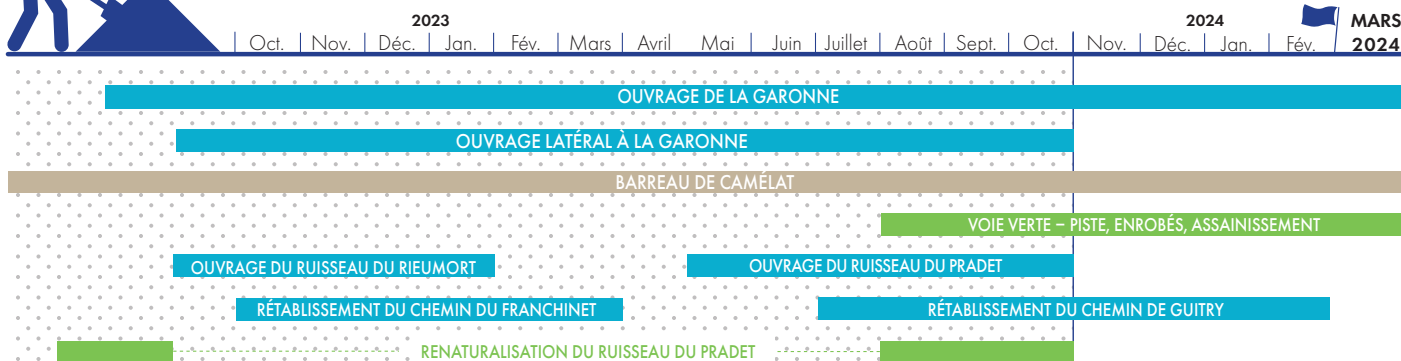 2023
2024
MARS
2024
Oct. Nov. Déc. Jan. Fév. Mars Avril Mai Juin Juillet Août Sept. Oct. Nov. Déc. Jan. Fév.
OUVRAGE DE LA GARONNE
OUVRAGE LATÉRAL À LA GARONNE
BARREAU DE CAMÉLAT
VOIE VERTE – PISTE, ENROBÉS, ASSAINISSEMENT
OUVRAGE DU RUISSEAU DU RIEUMORT
OUVRAGE DU RUISSEAU DU PRADET
RÉTABLISSEMENT DU CHEMIN DU FRANCHINET
RÉTABLISSEMENT DU CHEMIN DE GUITRY
RENATURALISATION DU RUISSEAU DU PRADET